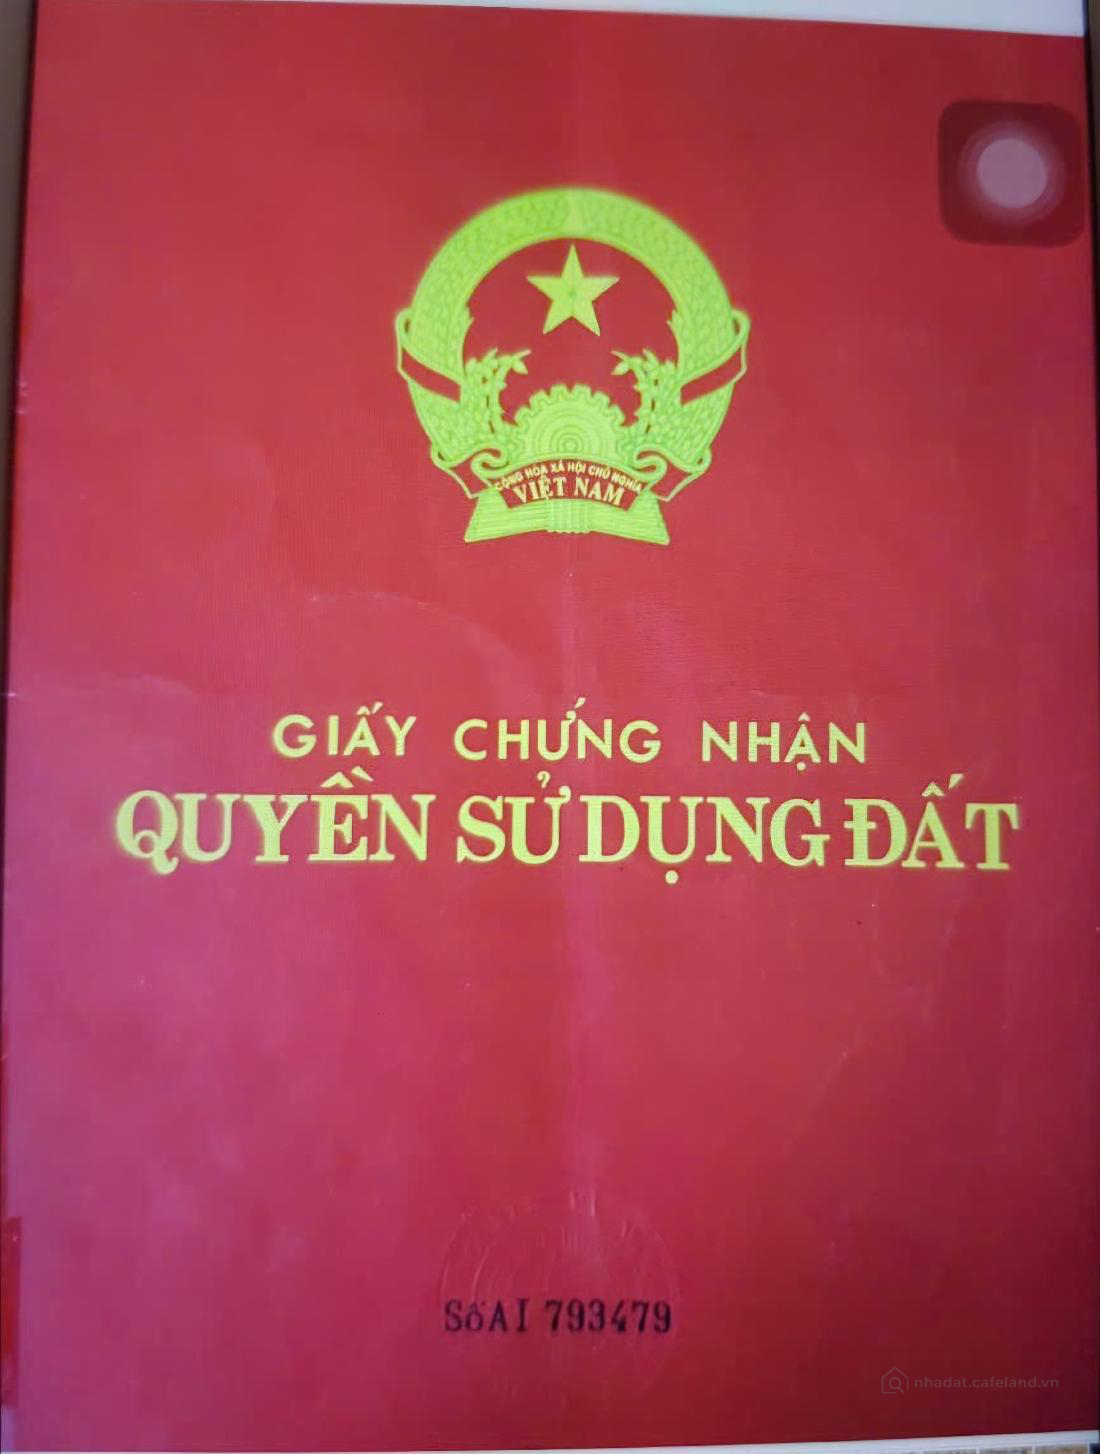 CỘNG HÒA XÃ HỘI CHỦ NGHĨA
VIỆT NAM
GIẤY CHỨNG NHẬN
QUYỀN SỬ DỤNG ĐẤT
Số AI 793479
nhadat.cafeland.vn